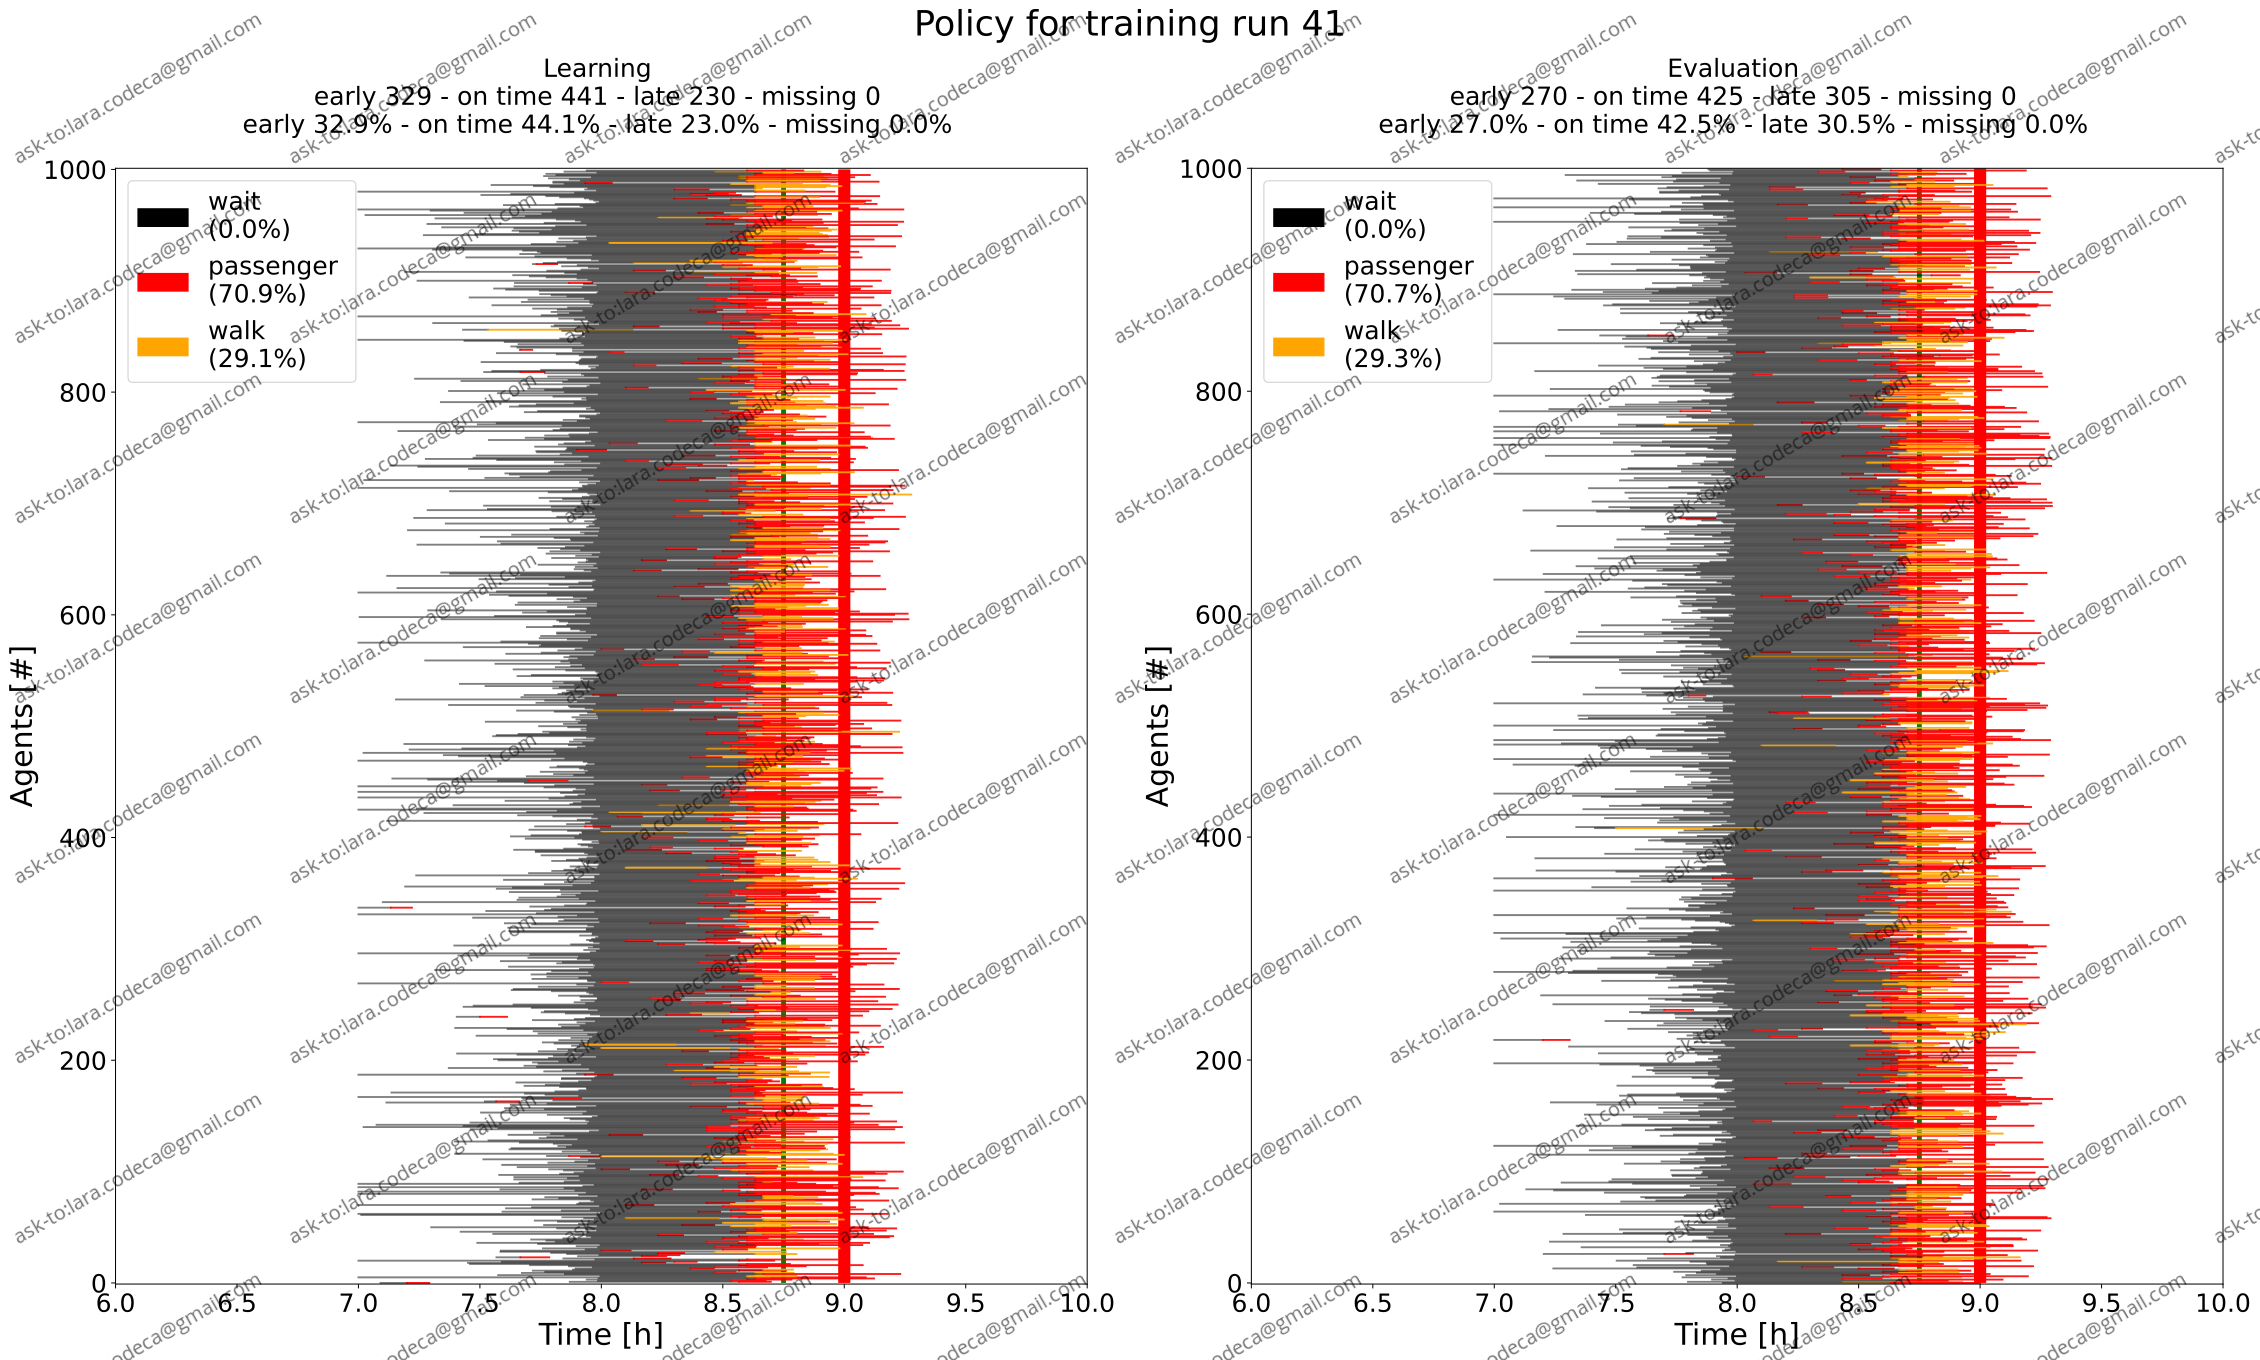 Policy for training run 41
Learning
early 329 - on time 441 - late 230 - missing 0
early 32.9% - on time 44.1% - late 23.0% - missing 0.0%
1000
800
600
400
200
0
Agents [#]
wait
(0.0%)
passenger
(70.9%)
walk
(29.1%)
6.0 6.5 7.0 7.5 8.0 8.5 9.0 9.5 10.0
Time [h]
Evaluation
early 270 - on time 425 - late 305 - missing 0
early 27.0% - on time 42.5% - late 30.5% - missing 0.0%
1000
800
600
400
200
0
Agents [#]
wait
(0.0%)
passenger
(70.7%)
walk
(29.3%)
6.0 6.5 7.0 7.5 8.0 8.5 9.0 9.5 10.0
Time [h]
ask-to:lara.codeca@gmail.com